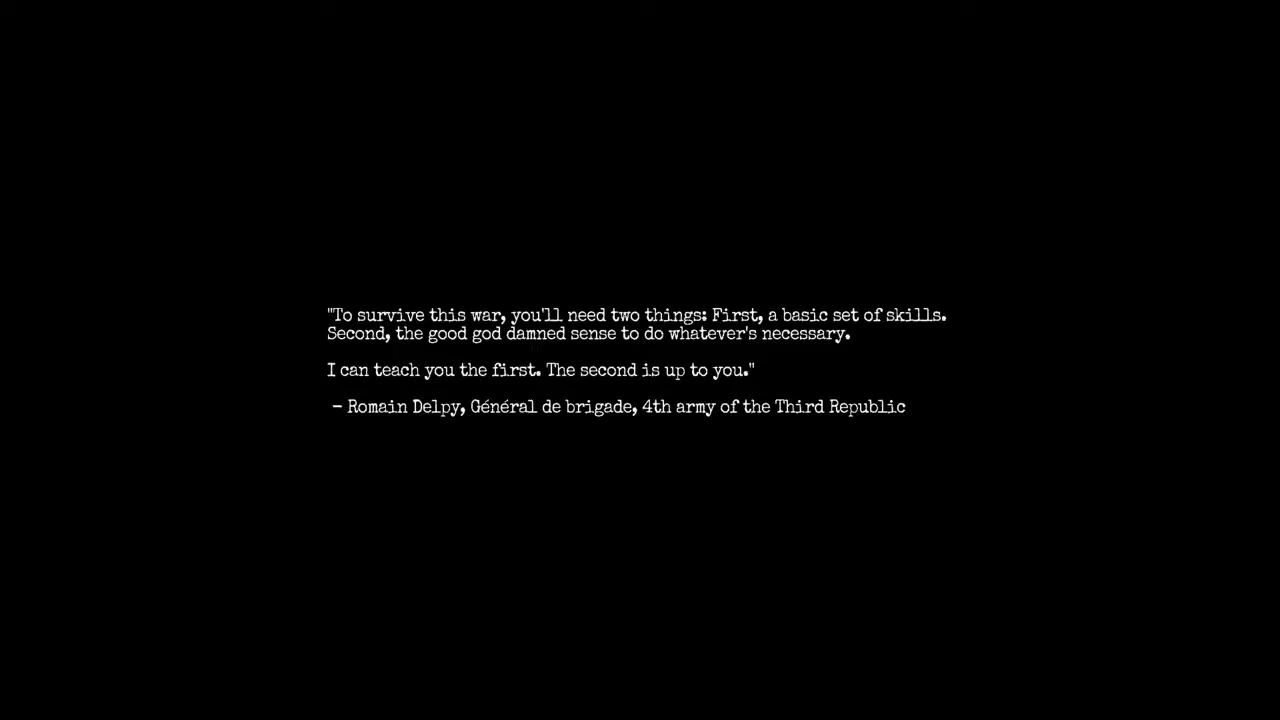 "To survive this war, you'll need two things: First, a basic set of skills.
Second, the good god damned sense to do whatever's necessary.
I can teach you the first. The second is up to you."
– Romain Delpy, Général de brigade, 4th army of the Third Republic